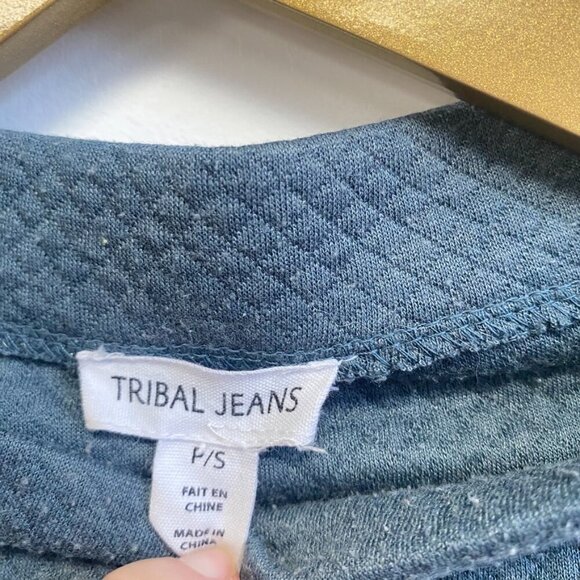 TRIBAL JEANS
P/S
FAIT EN
CHINE
MADE IN
CHINA